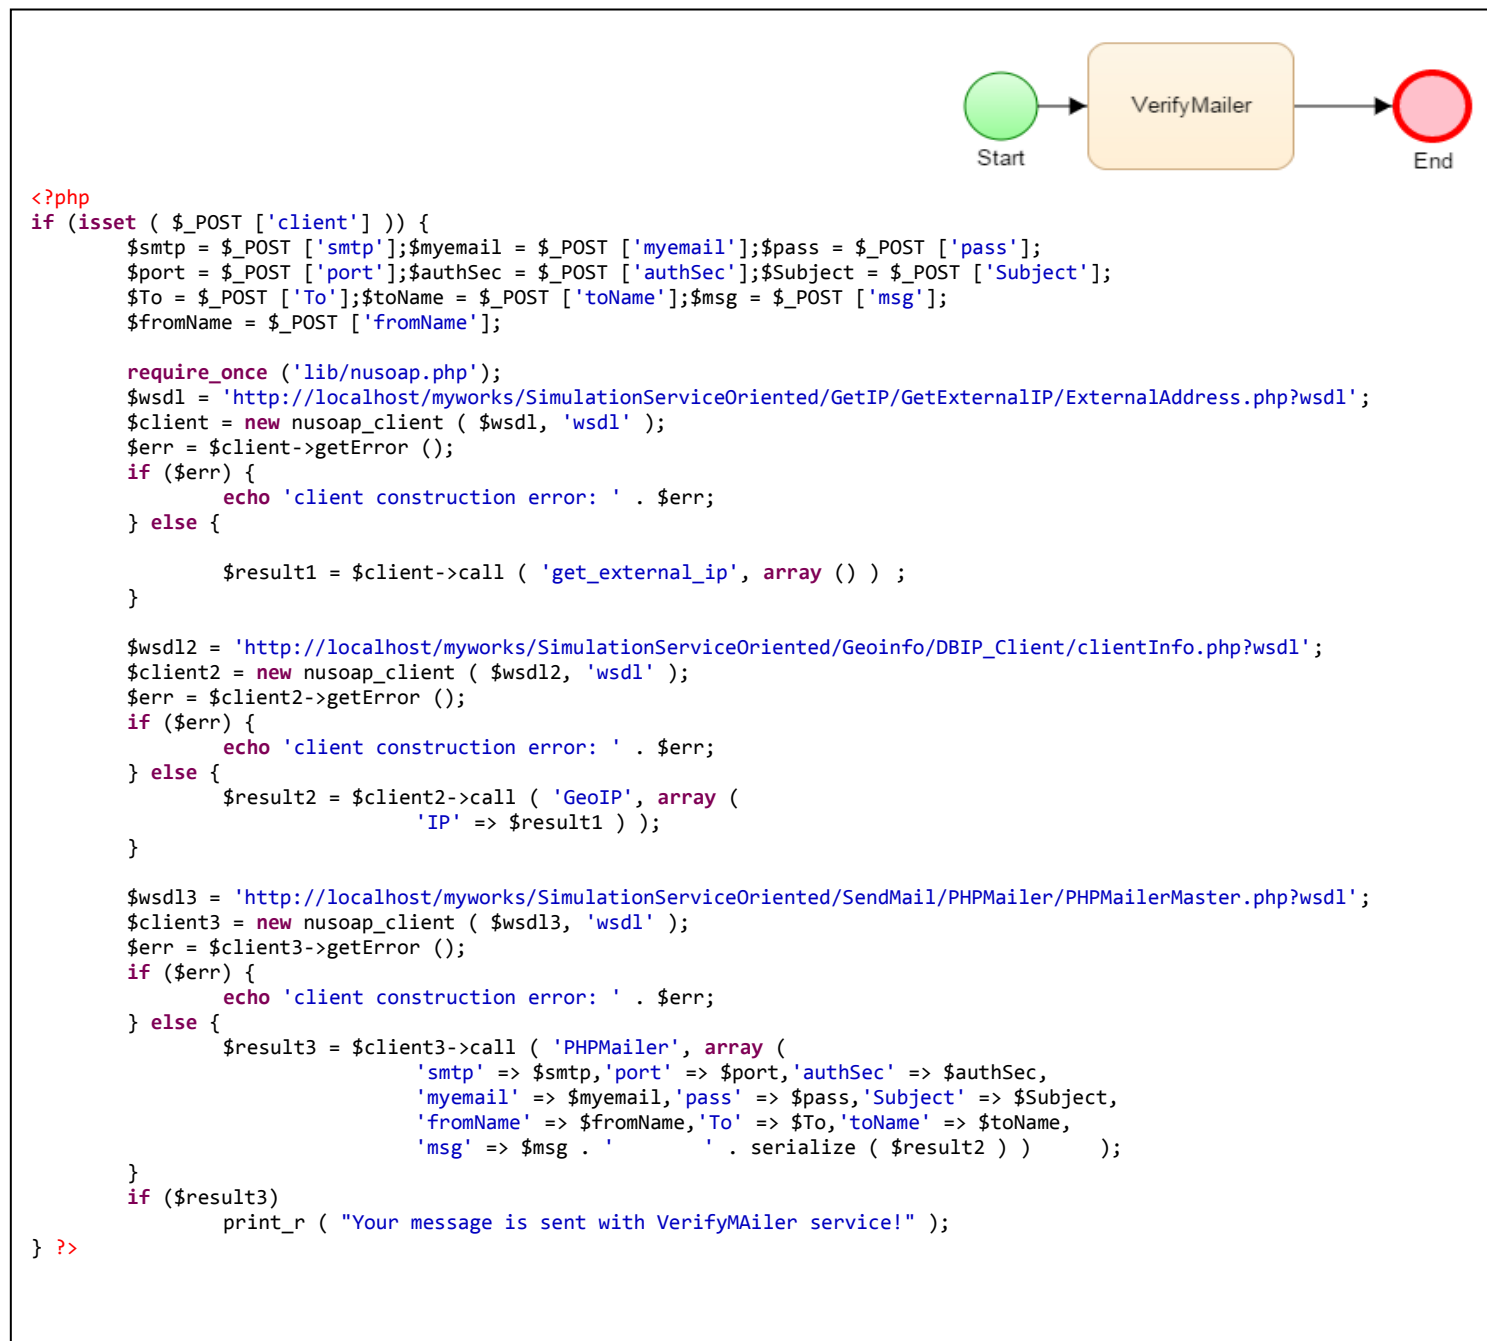 VerifyMailer
Start
End
<?php
if (isset ( $_POST ['client'] )) {
        $smtp = $_POST ['smtp'];$myemail = $_POST ['myemail'];$pass = $_POST ['pass'];
        $port = $_POST ['port'];$authSec = $_POST ['authSec'];$Subject = $_POST ['Subject'];
        $To = $_POST ['To'];$toName = $_POST ['toName'];$msg = $_POST ['msg'];
        $fromName = $_POST ['fromName'];

        require_once ('lib/nusoap.php');
        $wsdl = 'http://localhost/myworks/SimulationServiceOriented/GetIP/GetExternalIP/ExternalAddress.php?wsdl';
        $client = new nusoap_client ( $wsdl, 'wsdl' );
        $err = $client->getError ();
        if ($err) {
                echo 'client construction error: ' . $err;
        } else {

                $result1 = $client->call ( 'get_external_ip', array () ) ;
        }

        $wsdl2 = 'http://localhost/myworks/SimulationServiceOriented/Geoinfo/DBIP_Client/clientInfo.php?wsdl';
        $client2 = new nusoap_client ( $wsdl2, 'wsdl' );
        $err = $client2->getError ();
        if ($err) {
                echo 'client construction error: ' . $err;
        } else {
                $result2 = $client2->call ( 'GeoIP', array (
                                'IP' => $result1 ) );
        }

        $wsdl3 = 'http://localhost/myworks/SimulationServiceOriented/SendMail/PHPMailer/PHPMailerMaster.php?wsdl';
        $client3 = new nusoap_client ( $wsdl3, 'wsdl' );
        $err = $client3->getError ();
        if ($err) {
                echo 'client construction error: ' . $err;
        } else {
                $result3 = $client3->call ( 'PHPMailer', array (
                                'smtp' => $smtp,'port' => $port,'authSec' => $authSec,
                                'myemail' => $myemail,'pass' => $pass,'Subject' => $Subject,
                                'fromName' => $fromName,'To' => $To,'toName' => $toName,
                                'msg' => $msg . '       ' . serialize ( $result2 ) )      );
        }
        if ($result3)
                print_r ( "Your message is sent with VerifyMAiler service!" );
} ?>